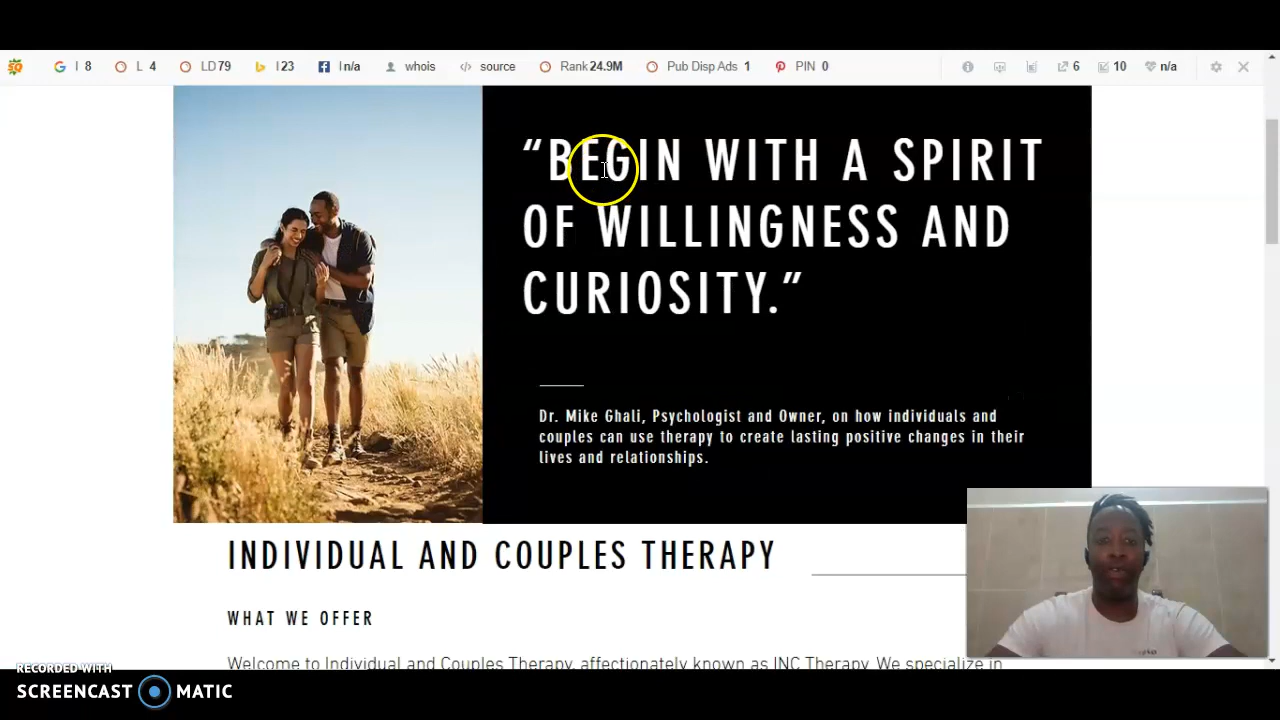 I 8 L 4 LD 79 I 23 I n/a whois source Rank 24.9M Pub Disp Ads 1 PIN 0 6 10 n/a
“BEGIN WITH A SPIRIT
OF WILLINGNESS AND
CURIOSITY.”
Dr. Mike Ghali, Psychologist and Owner, on how individuals and
couples can use therapy to create lasting positive changes in their
lives and relationships.
INDIVIDUAL AND COUPLES THERAPY
WHAT WE OFFER
Welcome to Individual and Couples Therapy, affectionately known as INC Therapy. We specialize in
RECORDED WITH
SCREENCAST MATIC